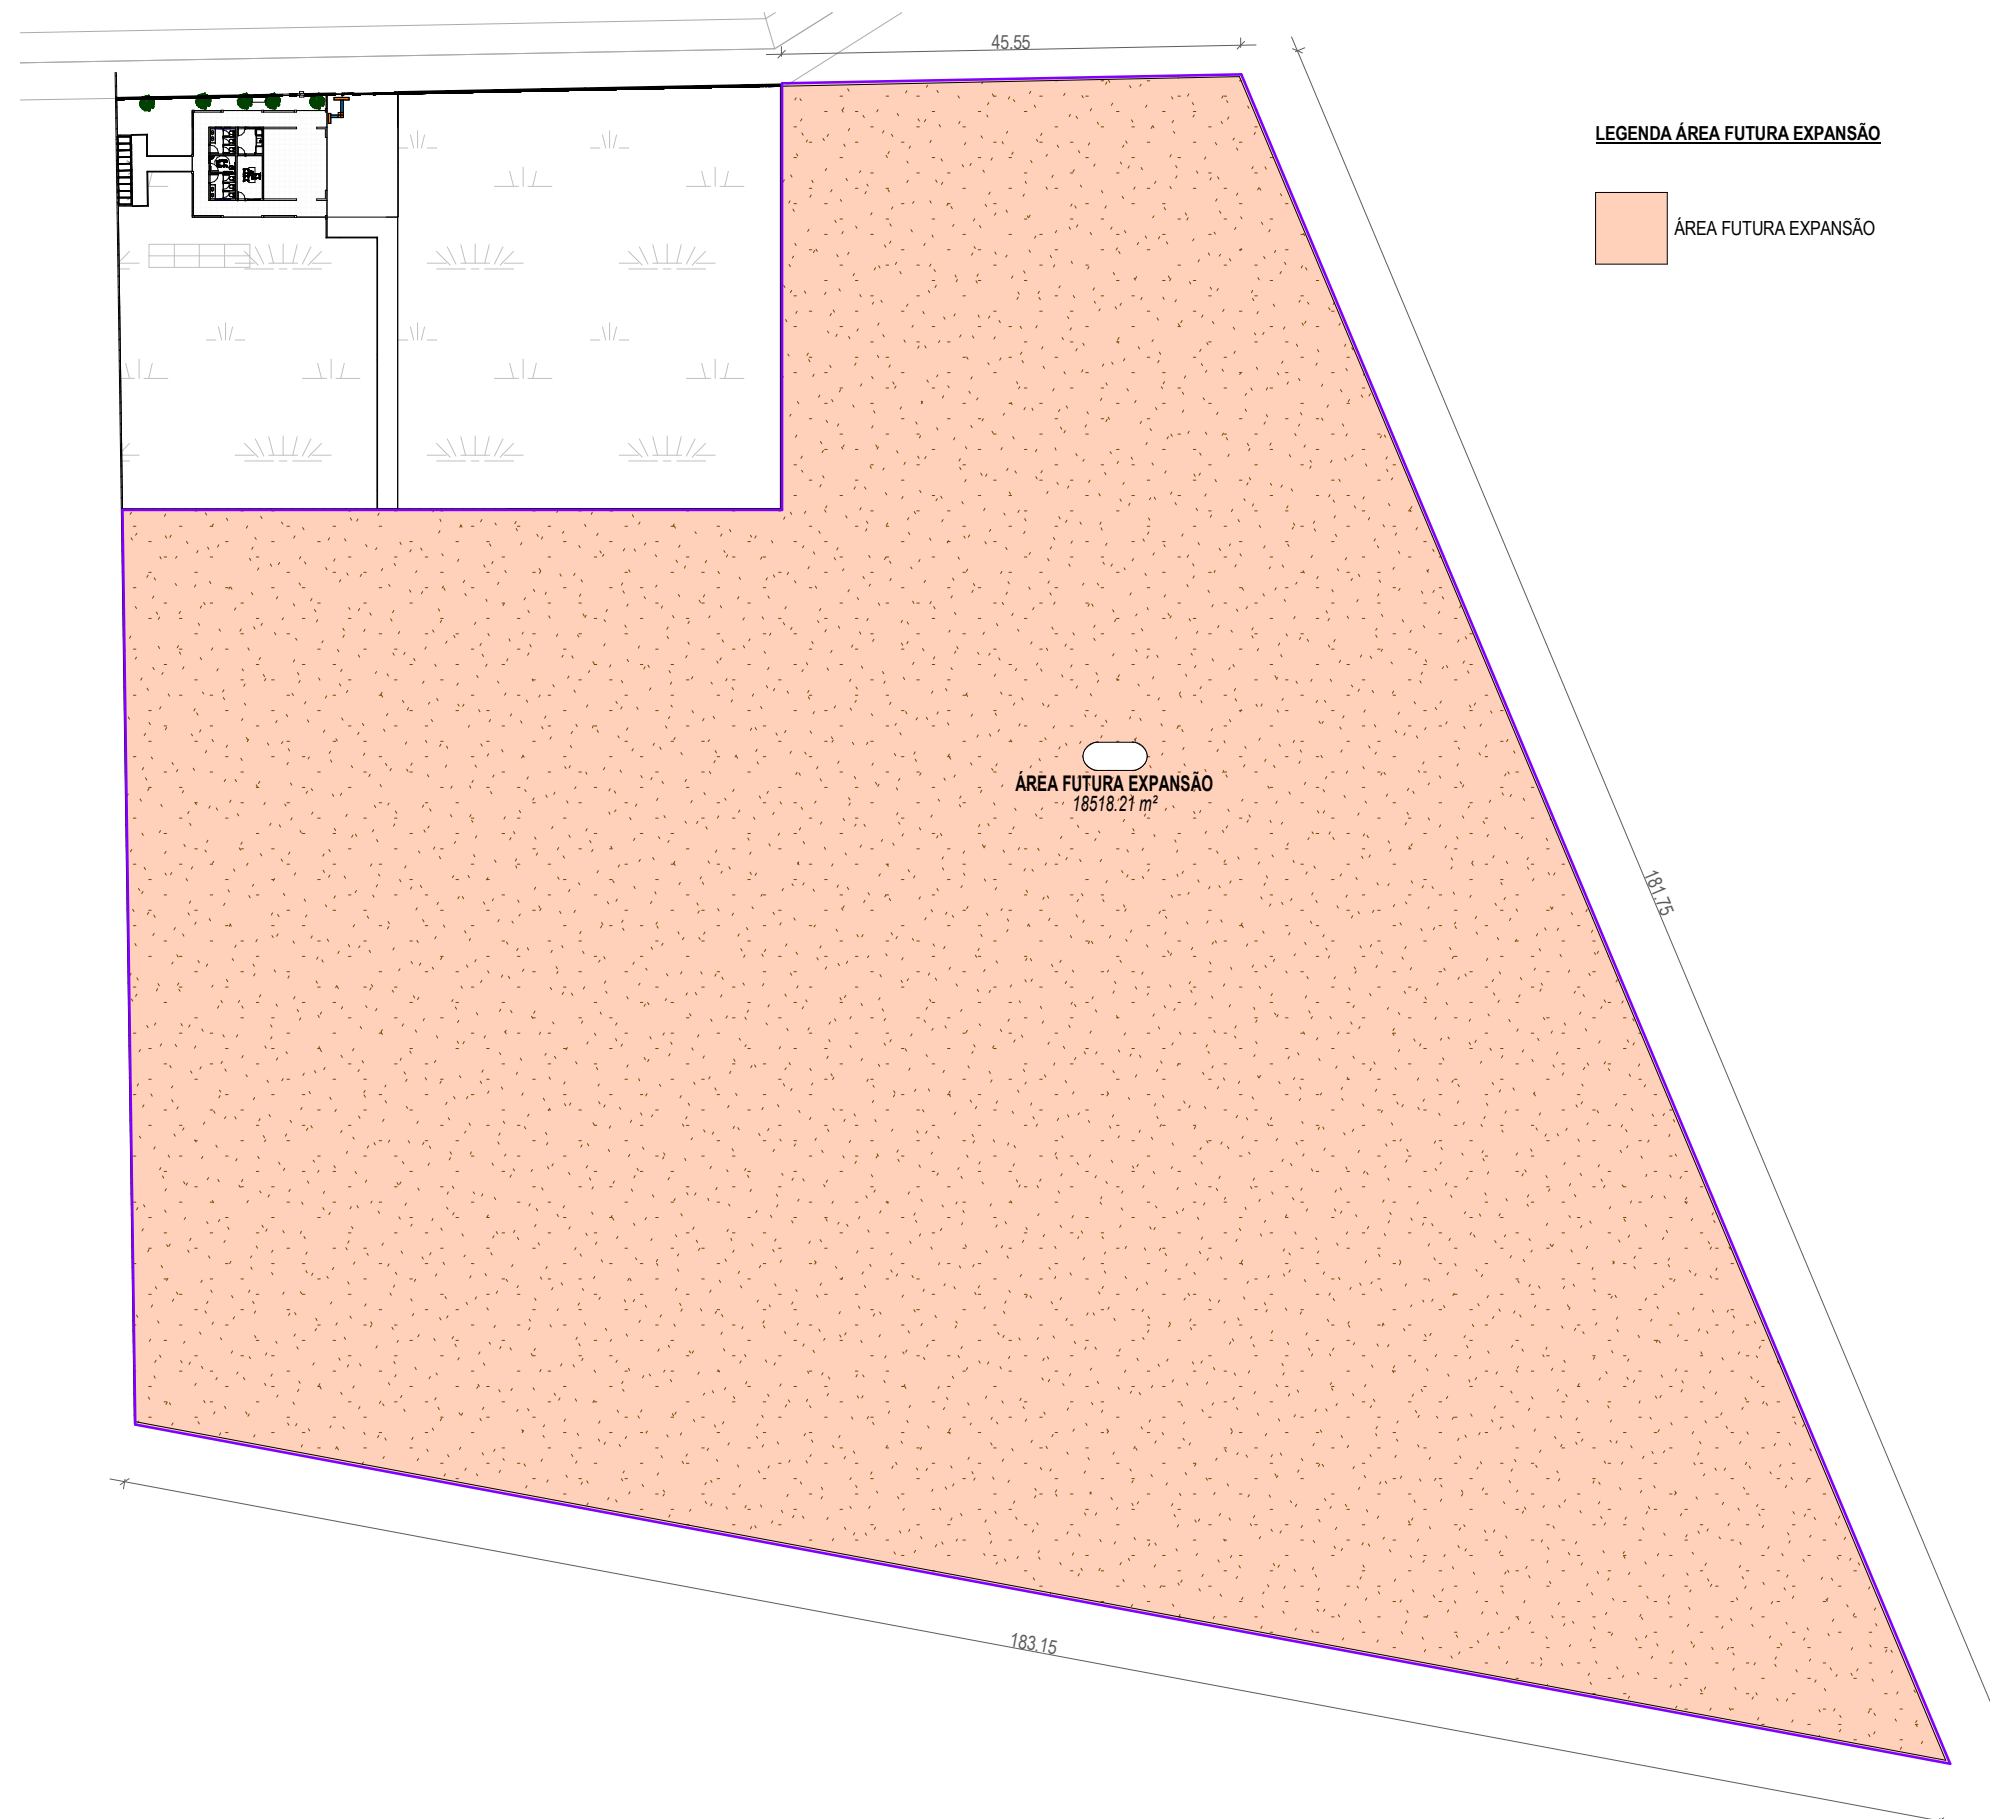 45.55
LEGENDA ÁREA FUTURA EXPANSÃO
ÁREA FUTURA EXPANSÃO
ÁREA FUTURA EXPANSÃO
18518.21 m²
181.75
183.15